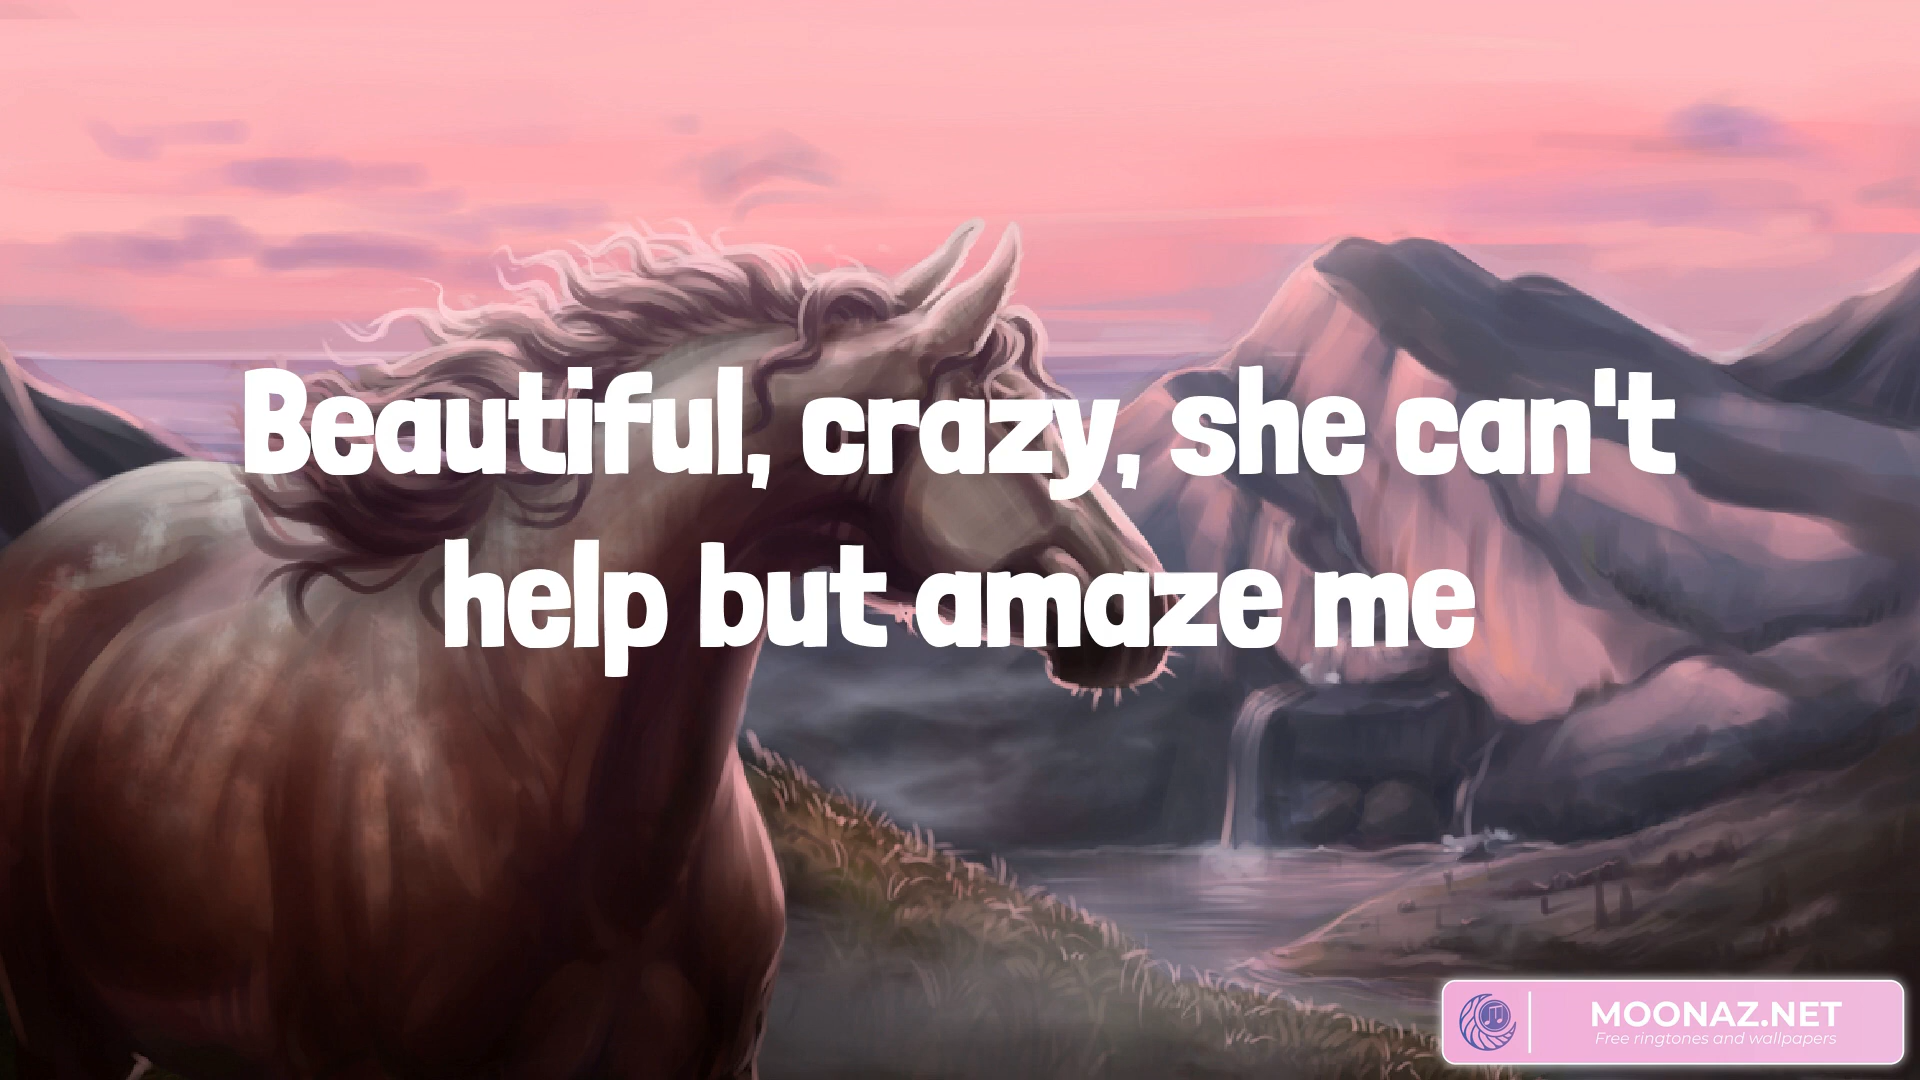 Beautiful, crazy, she can't
help but amaze me
MOONAZ.NET
Free ringtones and wallpapers